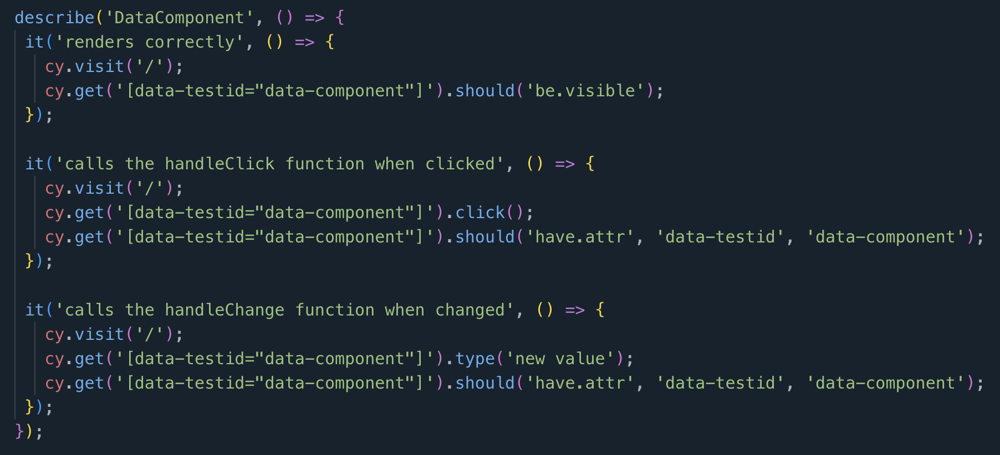 describe('DataComponent', () => {
it('renders correctly', () => {
cy.visit('/');
cy.get('[data-testid="data-component"]').should('be.visible');
});
it('calls the handleClick function when clicked', () => {
cy.visit('/');
cy.get('[data-testid="data-component"]').click();
cy.get('[data-testid="data-component"]').should('have.attr', 'data-testid', 'data-component');
});
it('calls the handleChange function when changed', () => {
cy.visit('/');
cy.get('[data-testid="data-component"]').type('new value');
cy.get('[data-testid="data-component"]').should('have.attr', 'data-testid', 'data-component');
});
});